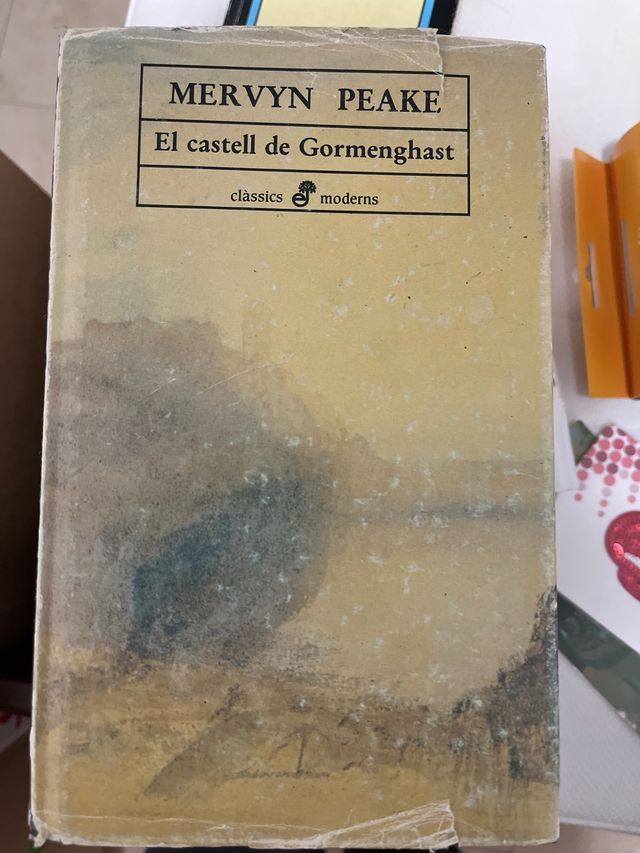 MERVYN PEAKE
El castell de Gormenghast
clàssics e moderns